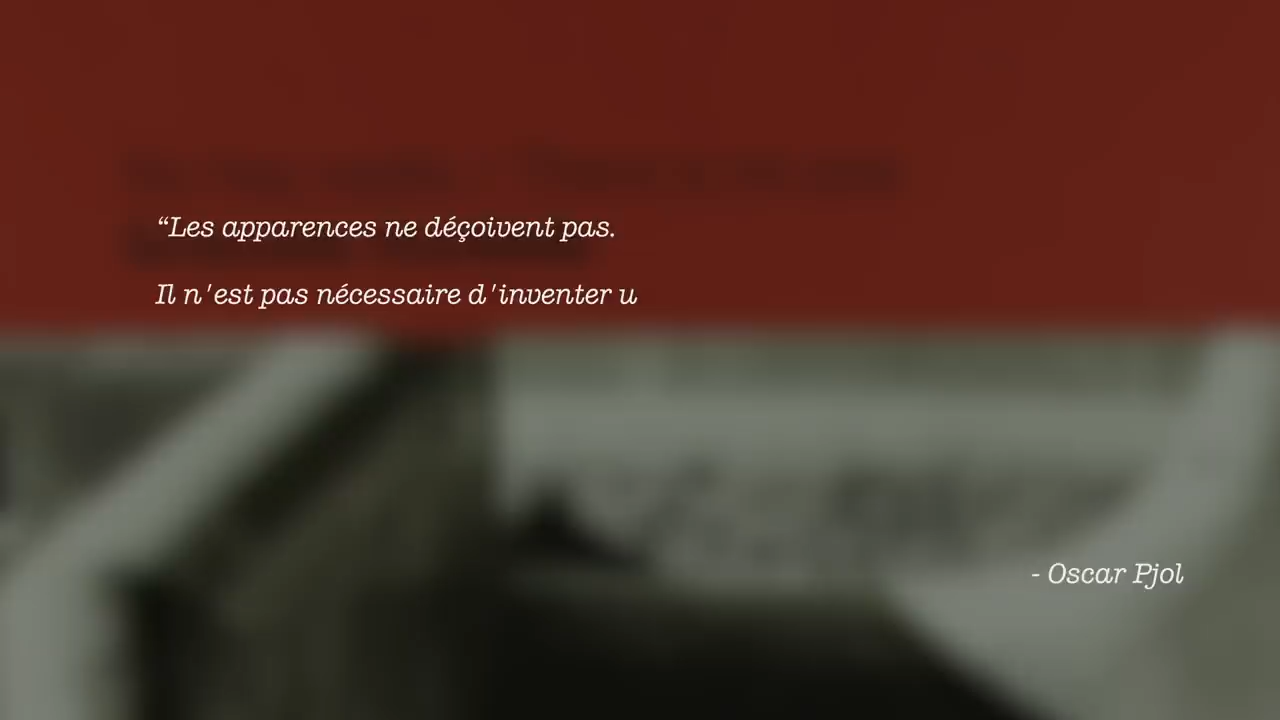 “Les apparences ne déçoivent pas.
Il n'est pas nécessaire d'inventer u
- Oscar Pjol